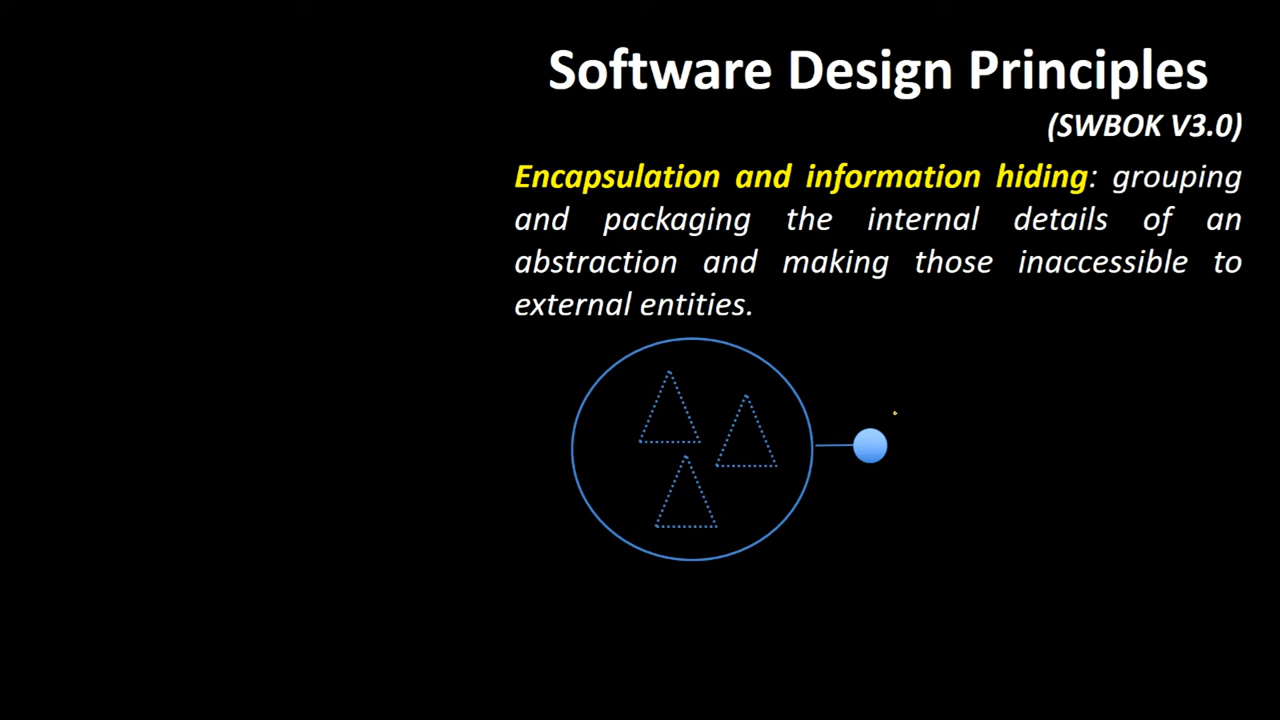 Software Design Principles
(SWBOK V3.0)
Encapsulation and information hiding: grouping
and packaging the internal details of an
abstraction and making those inaccessible to
external entities.